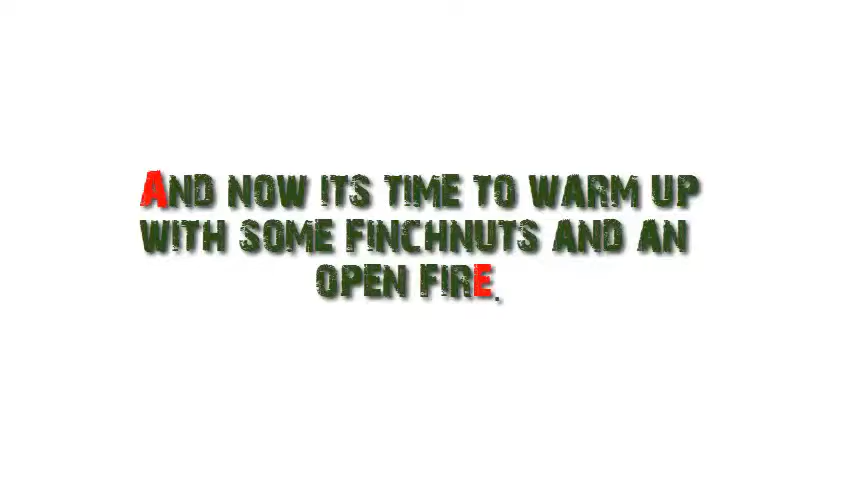 And now its time to warm up
with some Finchnuts and an
open fire.